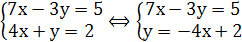 {7x − 3y = 5 ⇔ {7x − 3y = 5
{4x + y = 2 {y = −4x + 2